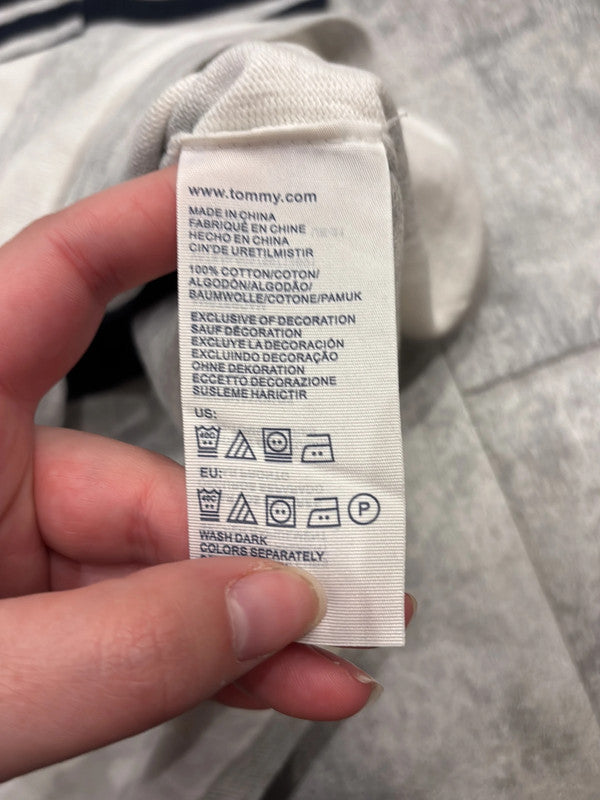 www.tommy.com
MADE IN CHINA
FABRIQUÉ EN CHINE
HECHO EN CHINA
CIN'DE URETILMISTIR
100% COTTON/COTON/
ALGODÓN/ALGODÃO/
BAUMWOLLE/COTONE/PAMUK
EXCLUSIVE OF DECORATION
SAUF DÉCORATION
EXCLUYE LA DECORACIÓN
EXCLUINDO DECORAÇÃO
OHNE DEKORATION
ECCETTO DECORAZIONE
SUSLEME HARICTIR
US:
40C
EU:
40C P
WASH DARK
COLORS SEPARATELY